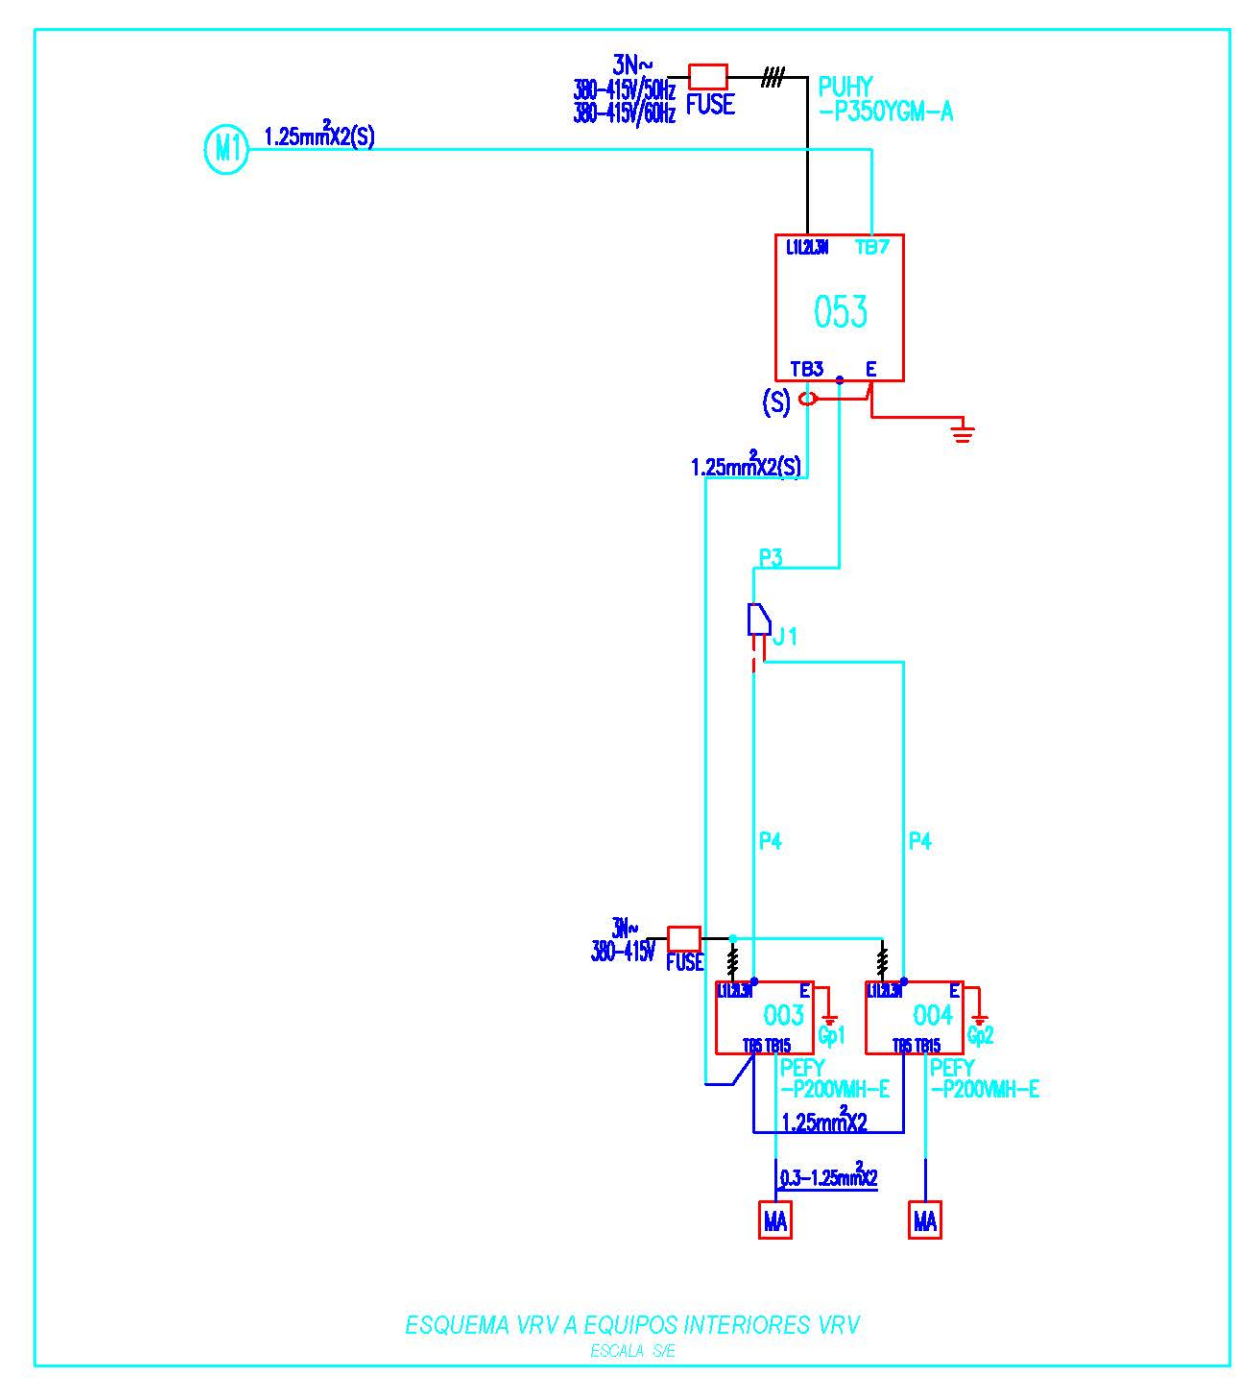 3N~
380-415V/50Hz
380-415V/60Hz
FUSE
PUHY
-P350YGM-A
M1
1.25mm²X2(S)
L1L2L3N
TB7
053
TB3
E
(S)
1.25mm²X2(S)
P3
J1
P4
P4
3N~
380-415V
FUSE
L1L2L3N
E
L1L2L3N
E
003
004
Gp1
Gp2
TB5 TB15
TB5 TB15
PEFY
-P200VMH-E
PEFY
-P200VMH-E
1.25mm²X2
0.3-1.25mm²X2
MA
MA
ESQUEMA VRV A EQUIPOS INTERIORES VRV
ESCALA S/E